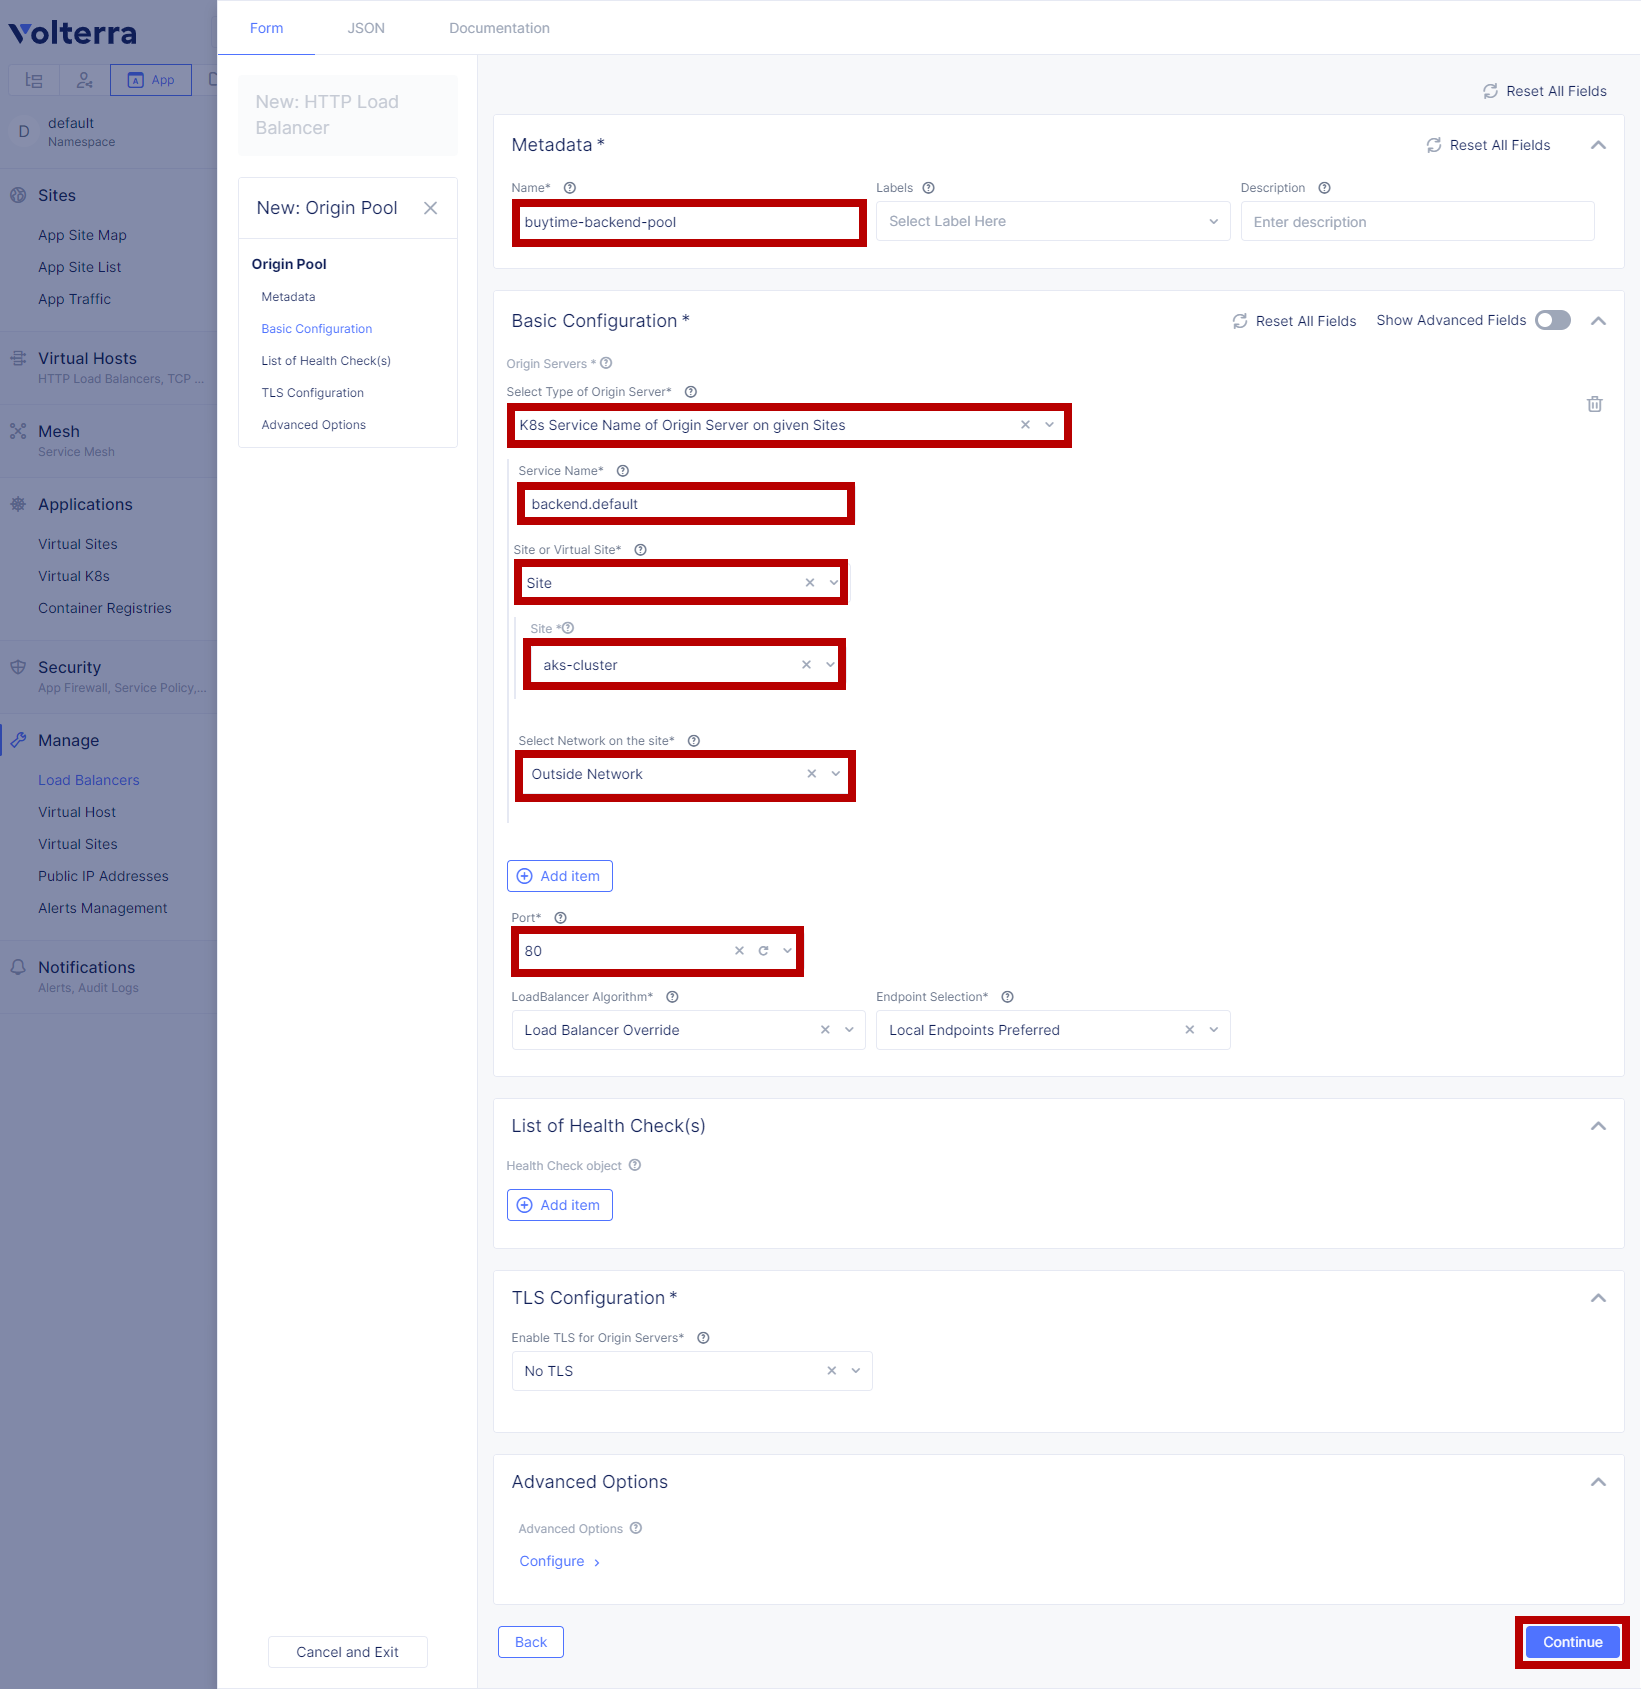 Volterra
App
D
default
Namespace
Sites
App Site Map
App Site List
App Traffic
Virtual Hosts
HTTP Load Balancers, TCP ...
Mesh
Service Mesh
Applications
Virtual Sites
Virtual K8s
Container Registries
Security
App Firewall, Service Policy,...
Manage
Load Balancers
Virtual Host
Virtual Sites
Public IP Addresses
Alerts Management
Notifications
Alerts, Audit Logs
Form JSON Documentation
New: HTTP Load
Balancer
New: Origin Pool
Origin Pool
Metadata
Basic Configuration
List of Health Check(s)
TLS Configuration
Advanced Options
Cancel and Exit
Reset All Fields
Metadata *
Reset All Fields
Name* Labels Description
buytime-backend-pool Select Label Here Enter description
Basic Configuration *
Reset All Fields Show Advanced Fields
Origin Servers *
Select Type of Origin Server*
K8s Service Name of Origin Server on given Sites
Service Name*
backend.default
Site or Virtual Site*
Site
Site *
aks-cluster
Select Network on the site*
Outside Network
Add item
Port*
80
LoadBalancer Algorithm* Endpoint Selection*
Load Balancer Override Local Endpoints Preferred
List of Health Check(s)
Health Check object
Add item
TLS Configuration *
Enable TLS for Origin Servers*
No TLS
Advanced Options
Advanced Options
Configure
Back
Continue